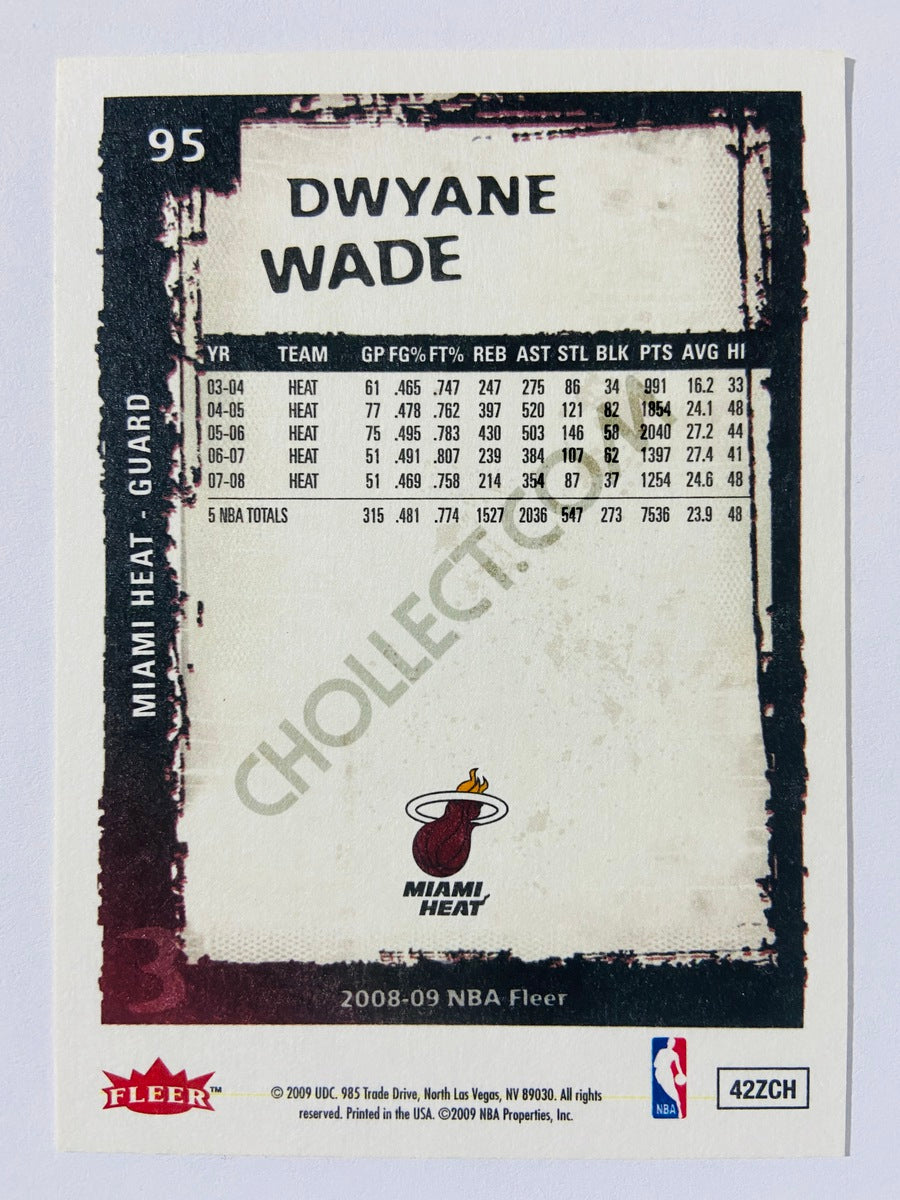 95
DWYANE
WADE
MIAMI HEAT - GUARD
YR TEAM GP FG% FT% REB AST STL BLK PTS AVG HI
03-04 HEAT 61 .465 .747 247 275 86 34 991 16.2 33
04-05 HEAT 77 .478 .762 397 520 121 82 1854 24.1 48
05-06 HEAT 75 .495 .783 430 503 146 58 2040 27.2 44
06-07 HEAT 51 .491 .807 239 384 107 62 1397 27.4 41
07-08 HEAT 51 .469 .758 214 354 87 37 1254 24.6 48
5 NBA TOTALS 315 .481 .774 1527 2036 547 273 7536 23.9 48
CHOLLECT.COM
MIAMI
HEAT
3
2008-09 NBA Fleer
FLEER™
© 2009 UDC. 985 Trade Drive, North Las Vegas, NV 89030. All rights
reserved. Printed in the USA. ©2009 NBA Properties, Inc.
NBA
42ZCH